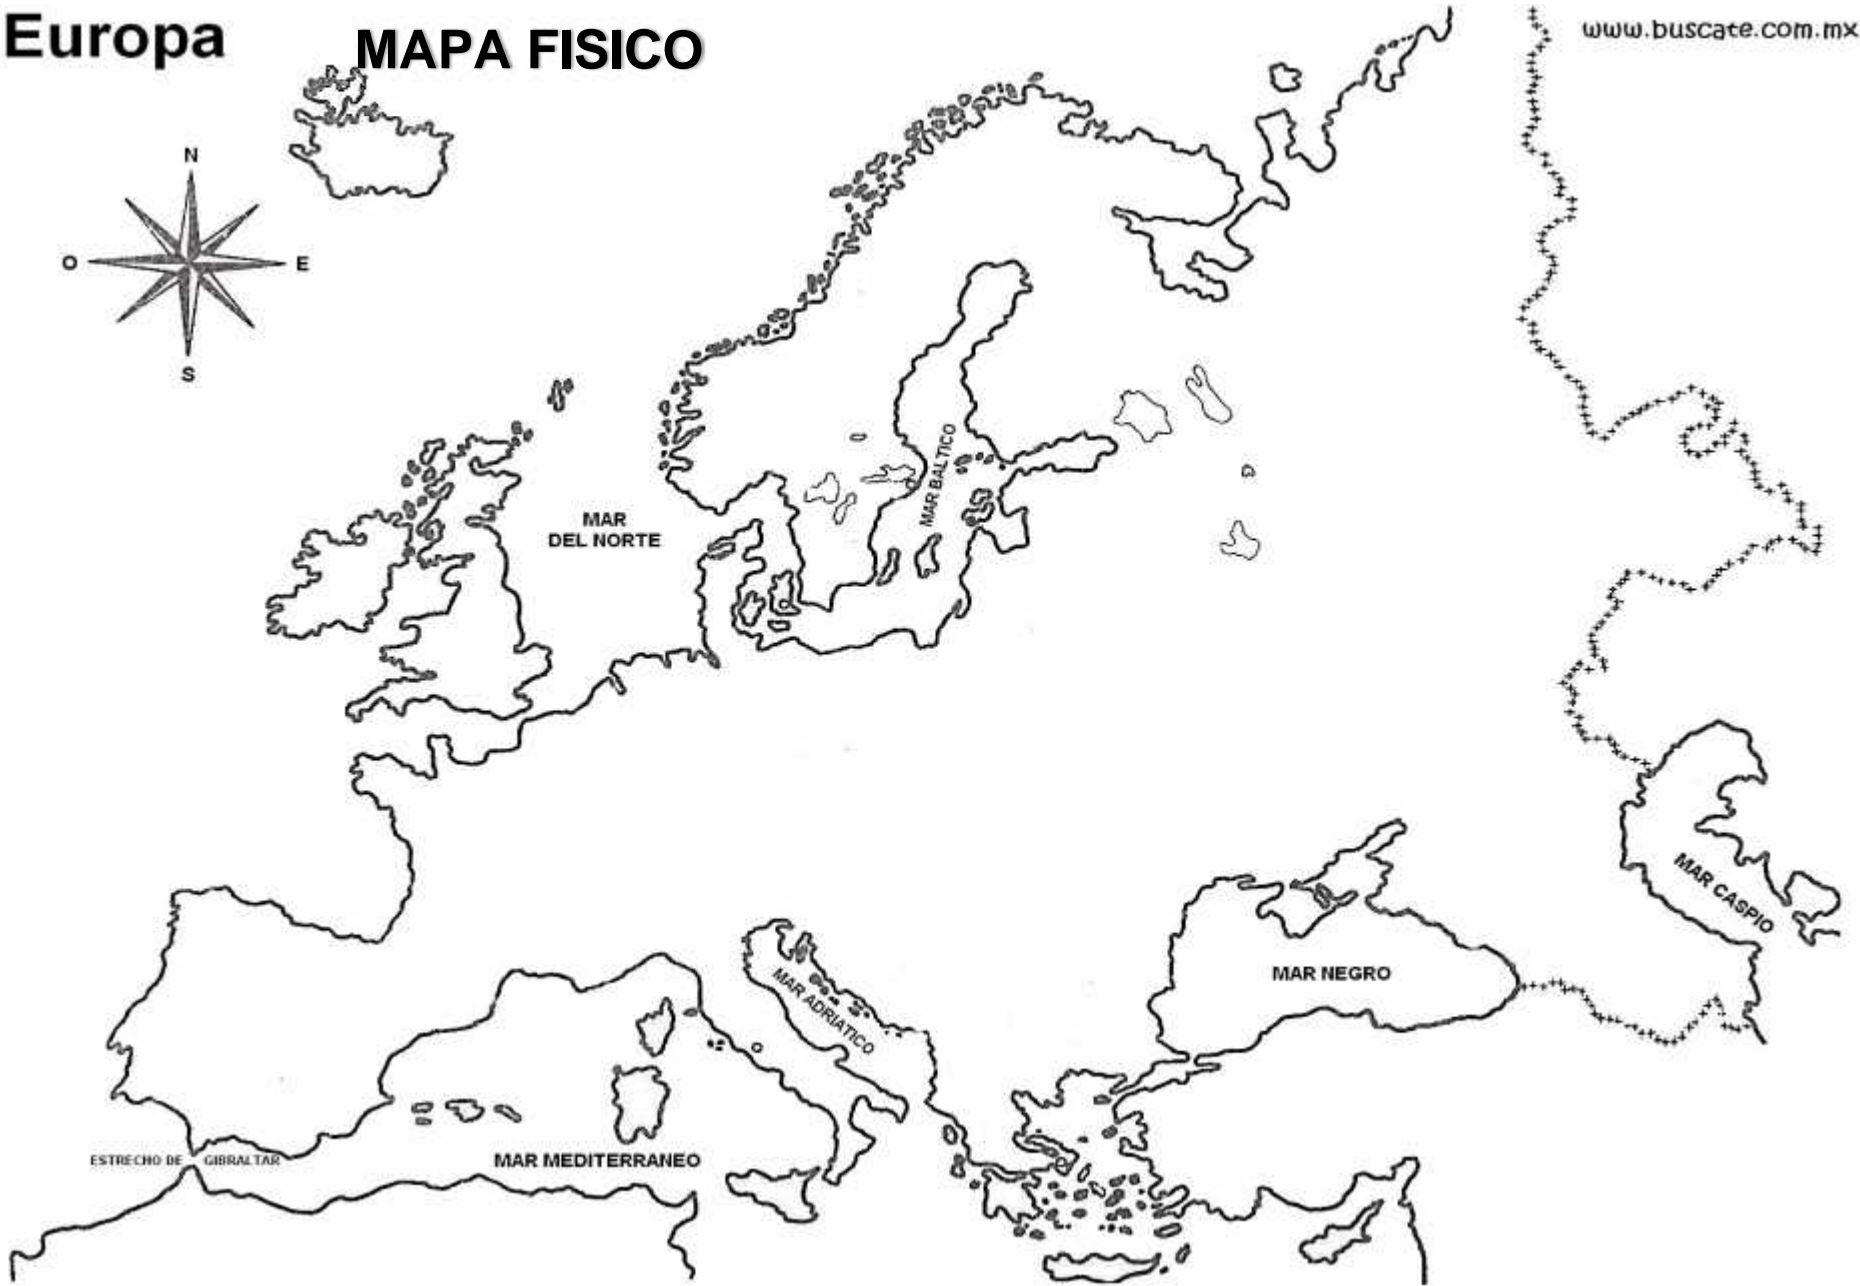 Europa
MAPA FISICO
www.buscate.com.mx
N
O
E
S
MAR
DEL NORTE
MAR BALTICO
MAR CASPIO
MAR NEGRO
MAR ADRIATICO
ESTRECHO DE GIBRALTAR
MAR MEDITERRANEO